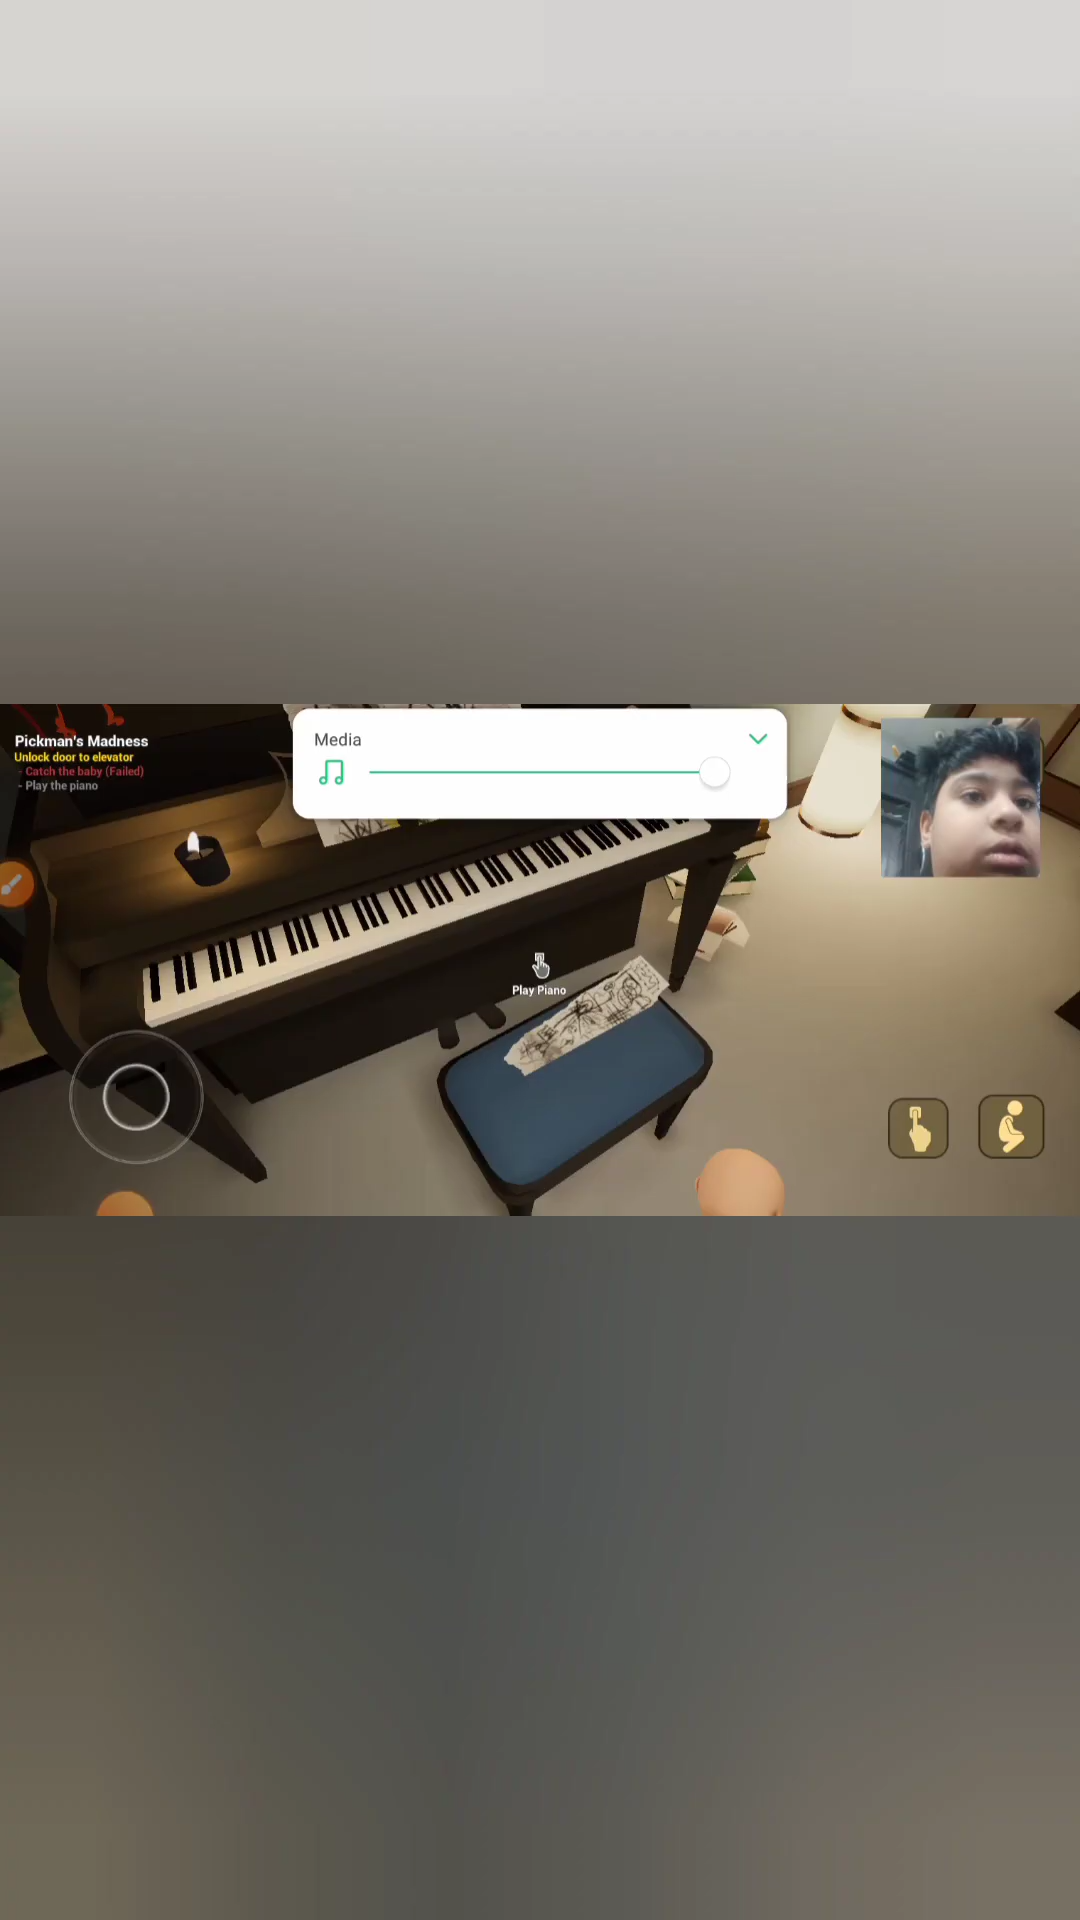 Pickman's Madness
Unlock door to elevator
- Catch the baby (Failed)
- Play the piano
Media
Play Piano